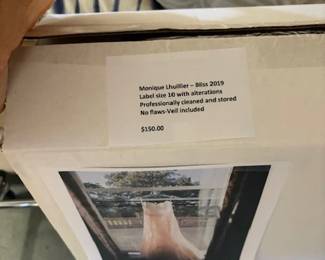 Monique Lhuillier – Bliss 2019
Label size 10 with alterations
Professionally cleaned and stored
No flaws-Veil included
$150.00